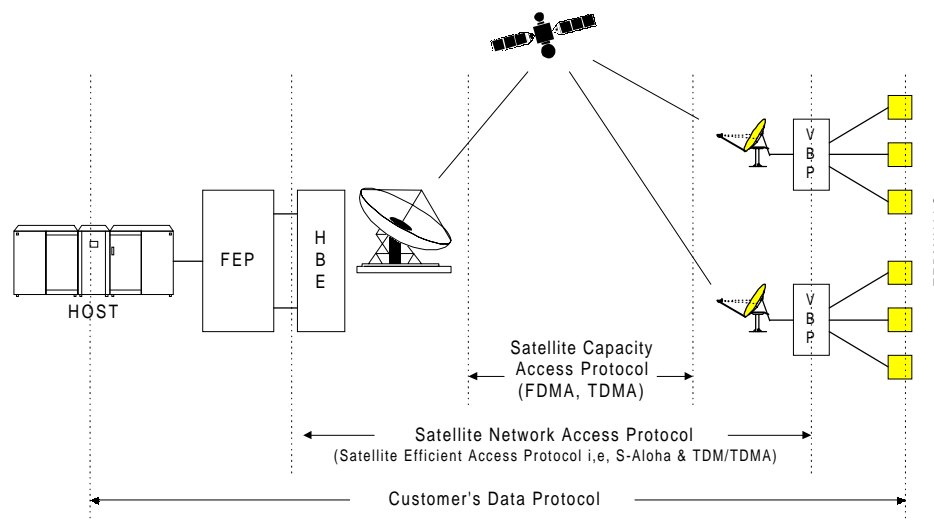 HOST
FEP
H
B
E
V
B
P
V
B
P
Satellite Capacity
Access Protocol
(FDMA, TDMA)
Satellite Network Access Protocol
(Satellite Efficient Access Protocol i,e, S-Aloha & TDM/TDMA)
Customer's Data Protocol